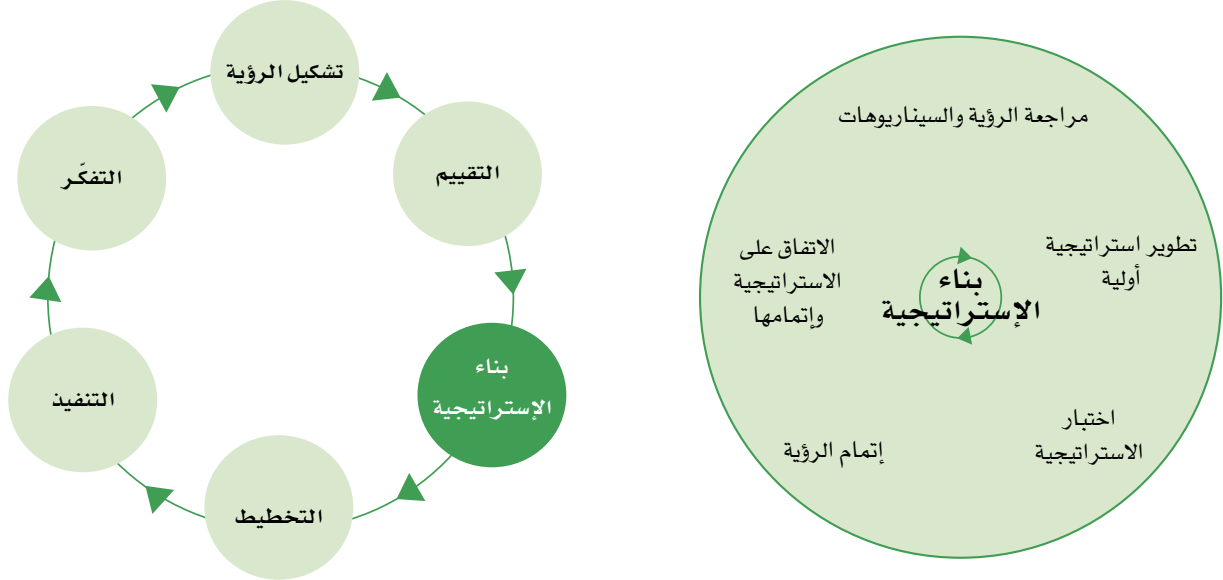 تشكيل الرؤية
التقييم
بناء
الإستراتيجية
التخطيط
التنفيذ
التفكّر
مراجعة الرؤية والسيناريوهات
تطوير استراتيجية
أولية
اختبار
الاستراتيجية
إتمام الرؤية
الاتفاق على
الاستراتيجية
وإتمامها
بناء
الإستراتيجية